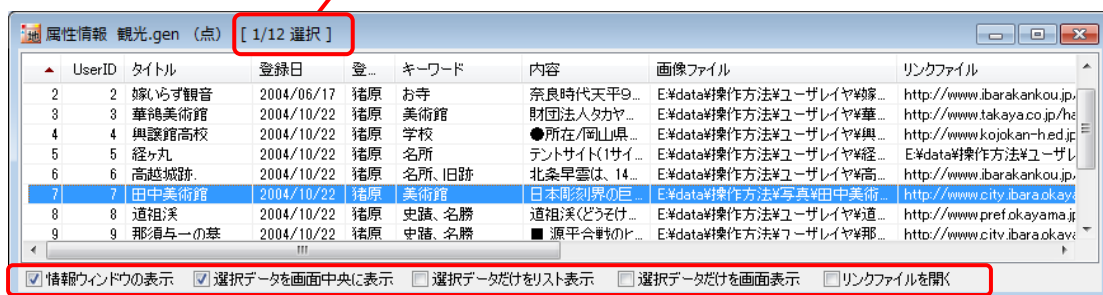 属性情報 観光.gen (点) [ 1/12 選択 ]
UserID タイトル 登録日 登... キーワード 内容 画像ファイル リンクファイル
2 2 嫁いらず観音 2004/06/17 猪原 お寺 奈良時代天平9... E:¥data¥操作方法¥ユーザレイヤ¥嫁... http://www.ibarakankou.jp/
3 3 華鴒美術館 2004/10/22 猪原 美術館 財団法人タカヤ... E:¥data¥操作方法¥ユーザレイヤ¥華... http://www.takaya.co.jp/ha
4 4 興譲館高校 2004/10/22 猪原 学校 ●所在/岡山県... E:¥data¥操作方法¥ユーザレイヤ¥興... http://www.kojokan-h.ed.jp
5 5 経ヶ丸 2004/10/22 猪原 名所 テントサイト(1サイ... E:¥data¥操作方法¥ユーザレイヤ¥経... E:¥data¥操作方法¥ユーザレ
6 6 高越城跡 2004/10/22 猪原 名所、旧跡 北条早雲は、14... E:¥data¥操作方法¥ユーザレイヤ¥高... http://www.ibarakankou.jp/
7 7 田中美術館 2004/10/22 猪原 美術館 日本彫刻界の巨... E:¥data¥操作方法¥写真¥田中美術... http://www.city.ibara.okaya
8 8 道祖渓 2004/10/22 猪原 史蹟、名勝 道祖渓(どうそけ... E:¥data¥操作方法¥ユーザレイヤ¥道... http://www.pref.okayama.jp
9 9 那須与一の墓 2004/10/22 猪原 史蹟、名勝 ■ 源平合戦のヒ... E:¥data¥操作方法¥ユーザレイヤ¥那... http://www.city.ibara.okaya
情報ウィンドウの表示 選択データを画面中央に表示 選択データだけをリスト表示 選択データだけを画面表示 リンクファイルを開く